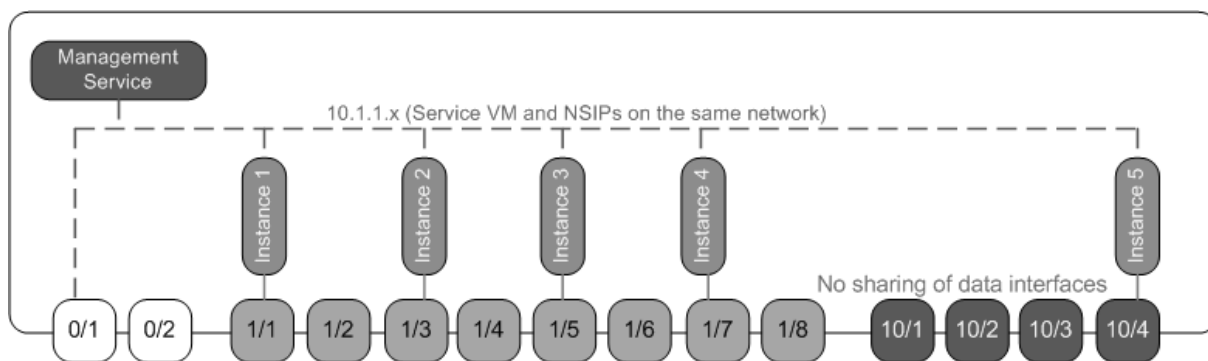 Management
Service
10.1.1.x (Service VM and NSIPs on the same network)
Instance 1
Instance 2
Instance 3
Instance 4
Instance 5
No sharing of data interfaces
0/1
0/2
1/1
1/2
1/3
1/4
1/5
1/6
1/7
1/8
10/1
10/2
10/3
10/4